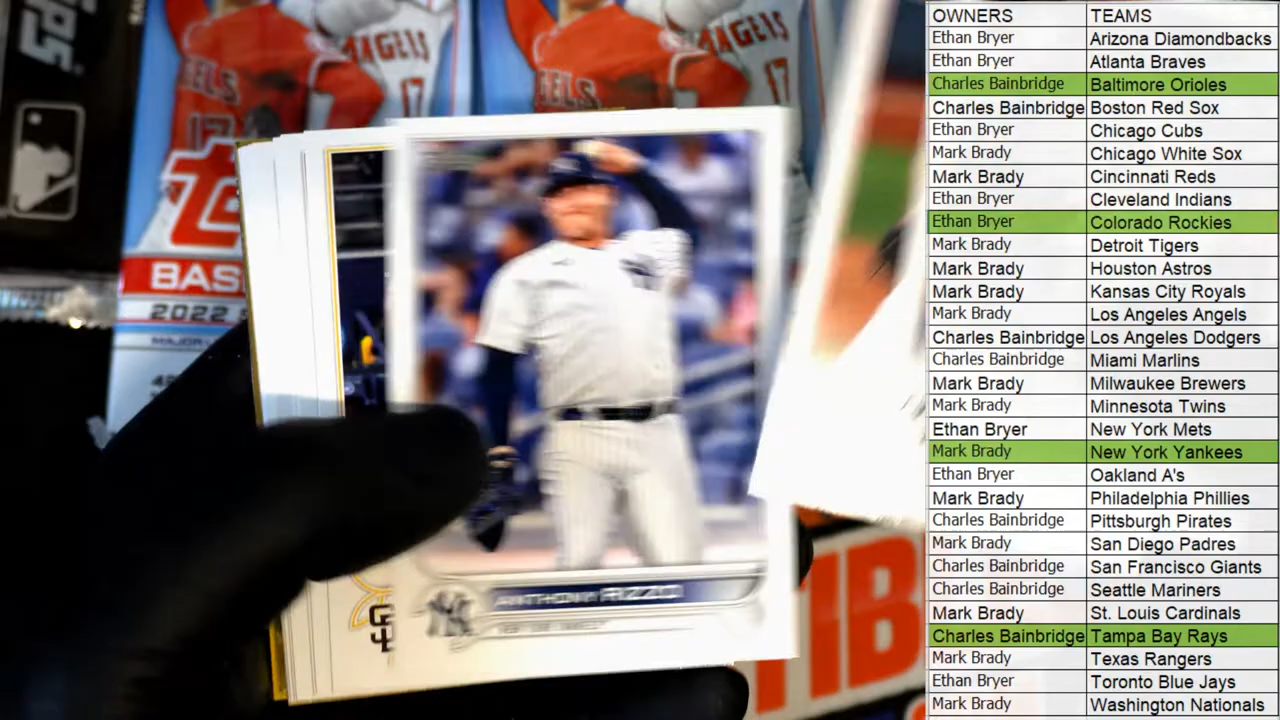 OWNERS TEAMS
Ethan Bryer Arizona Diamondbacks
Ethan Bryer Atlanta Braves
Charles Bainbridge Baltimore Orioles
Charles Bainbridge Boston Red Sox
Ethan Bryer Chicago Cubs
Mark Brady Chicago White Sox
Mark Brady Cincinnati Reds
Ethan Bryer Cleveland Indians
Ethan Bryer Colorado Rockies
Mark Brady Detroit Tigers
Mark Brady Houston Astros
Mark Brady Kansas City Royals
Mark Brady Los Angeles Angels
Charles Bainbridge Los Angeles Dodgers
Charles Bainbridge Miami Marlins
Mark Brady Milwaukee Brewers
Mark Brady Minnesota Twins
Ethan Bryer New York Mets
Mark Brady New York Yankees
Ethan Bryer Oakland A's
Mark Brady Philadelphia Phillies
Charles Bainbridge Pittsburgh Pirates
Mark Brady San Diego Padres
Charles Bainbridge San Francisco Giants
Charles Bainbridge Seattle Mariners
Mark Brady St. Louis Cardinals
Charles Bainbridge Tampa Bay Rays
Mark Brady Texas Rangers
Ethan Bryer Toronto Blue Jays
Mark Brady Washington Nationals
ANGELS
17
BAS
2022
ANTHONY RIZZO
NY
SD
TIB